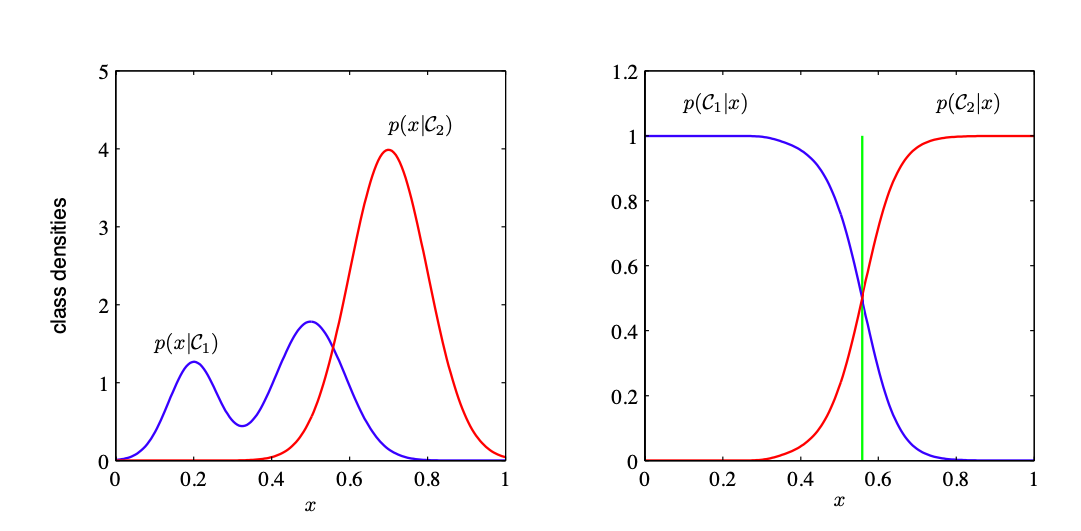 class densities
5
4
3
2
1
0
0 0.2 0.4 0.6 0.8 1
x
p(x|𝒞₁)
p(x|𝒞₂)
1.2
1
0.8
0.6
0.4
0.2
0
0 0.2 0.4 0.6 0.8 1
x
p(𝒞₁|x)
p(𝒞₂|x)